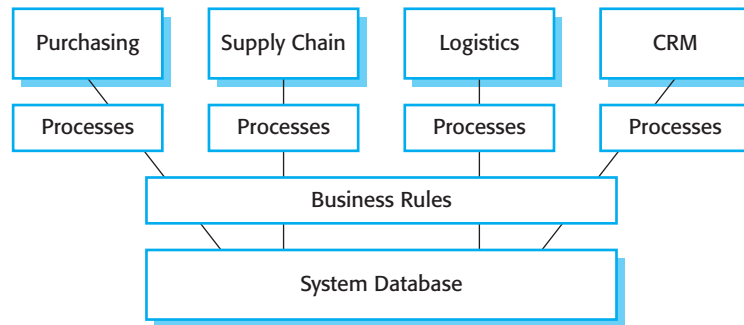 Purchasing
Supply Chain
Logistics
CRM
Processes
Processes
Processes
Processes
Business Rules
System Database